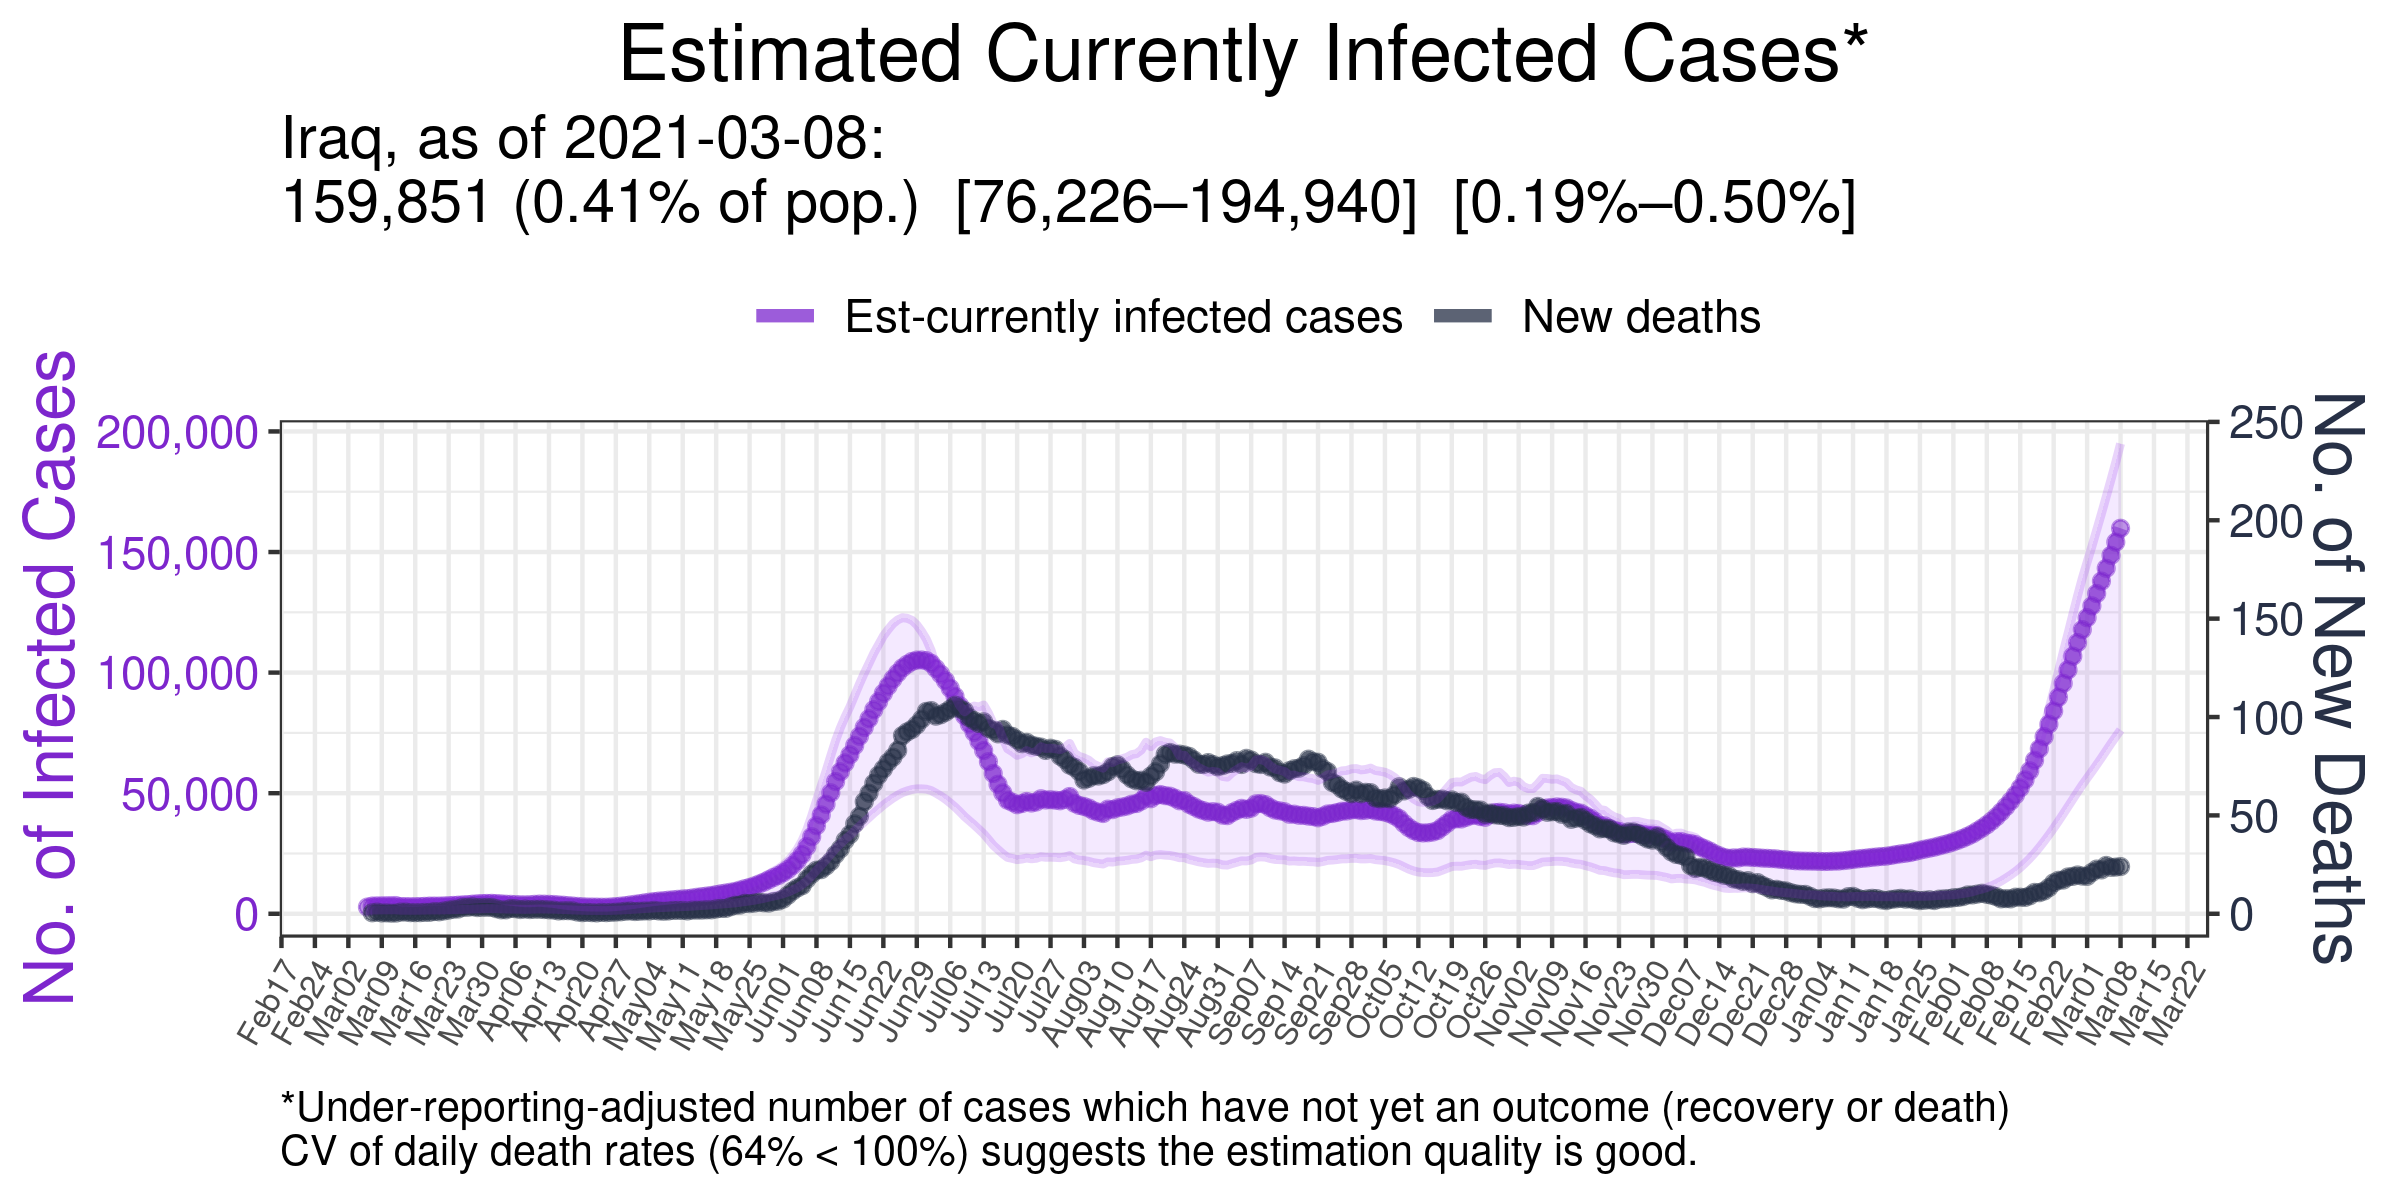 Estimated Currently Infected Cases*
Iraq, as of 2021-03-08:
159,851 (0.41% of pop.)  [76,226–194,940]  [0.19%–0.50%]
Est-currently infected cases
New deaths
No. of Infected Cases
200,000
150,000
100,000
50,000
0
250
200
150
100
50
0
No. of New Deaths
Feb17
Feb24
Mar02
Mar09
Mar16
Mar23
Mar30
Apr06
Apr13
Apr20
Apr27
May04
May11
May18
May25
Jun01
Jun08
Jun15
Jun22
Jun29
Jul06
Jul13
Jul20
Jul27
Aug03
Aug10
Aug17
Aug24
Aug31
Sep07
Sep14
Sep21
Sep28
Oct05
Oct12
Oct19
Oct26
Nov02
Nov09
Nov16
Nov23
Nov30
Dec07
Dec14
Dec21
Dec28
Jan04
Jan11
Jan18
Jan25
Feb01
Feb08
Feb15
Feb22
Mar01
Mar08
Mar15
Mar22
*Under-reporting-adjusted number of cases which have not yet an outcome (recovery or death)
CV of daily death rates (64% < 100%) suggests the estimation quality is good.